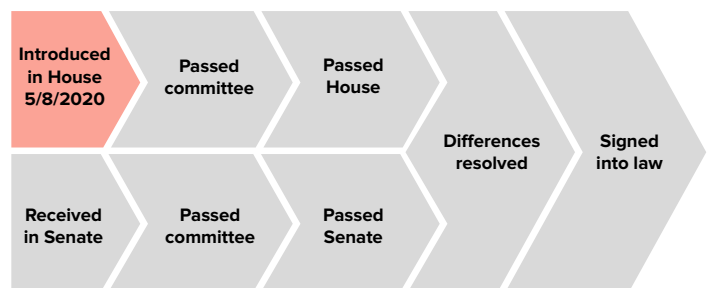 Introduced
in House
5/8/2020
Passed
committee
Passed
House
Differences
resolved
Signed
into law
Received
in Senate
Passed
committee
Passed
Senate